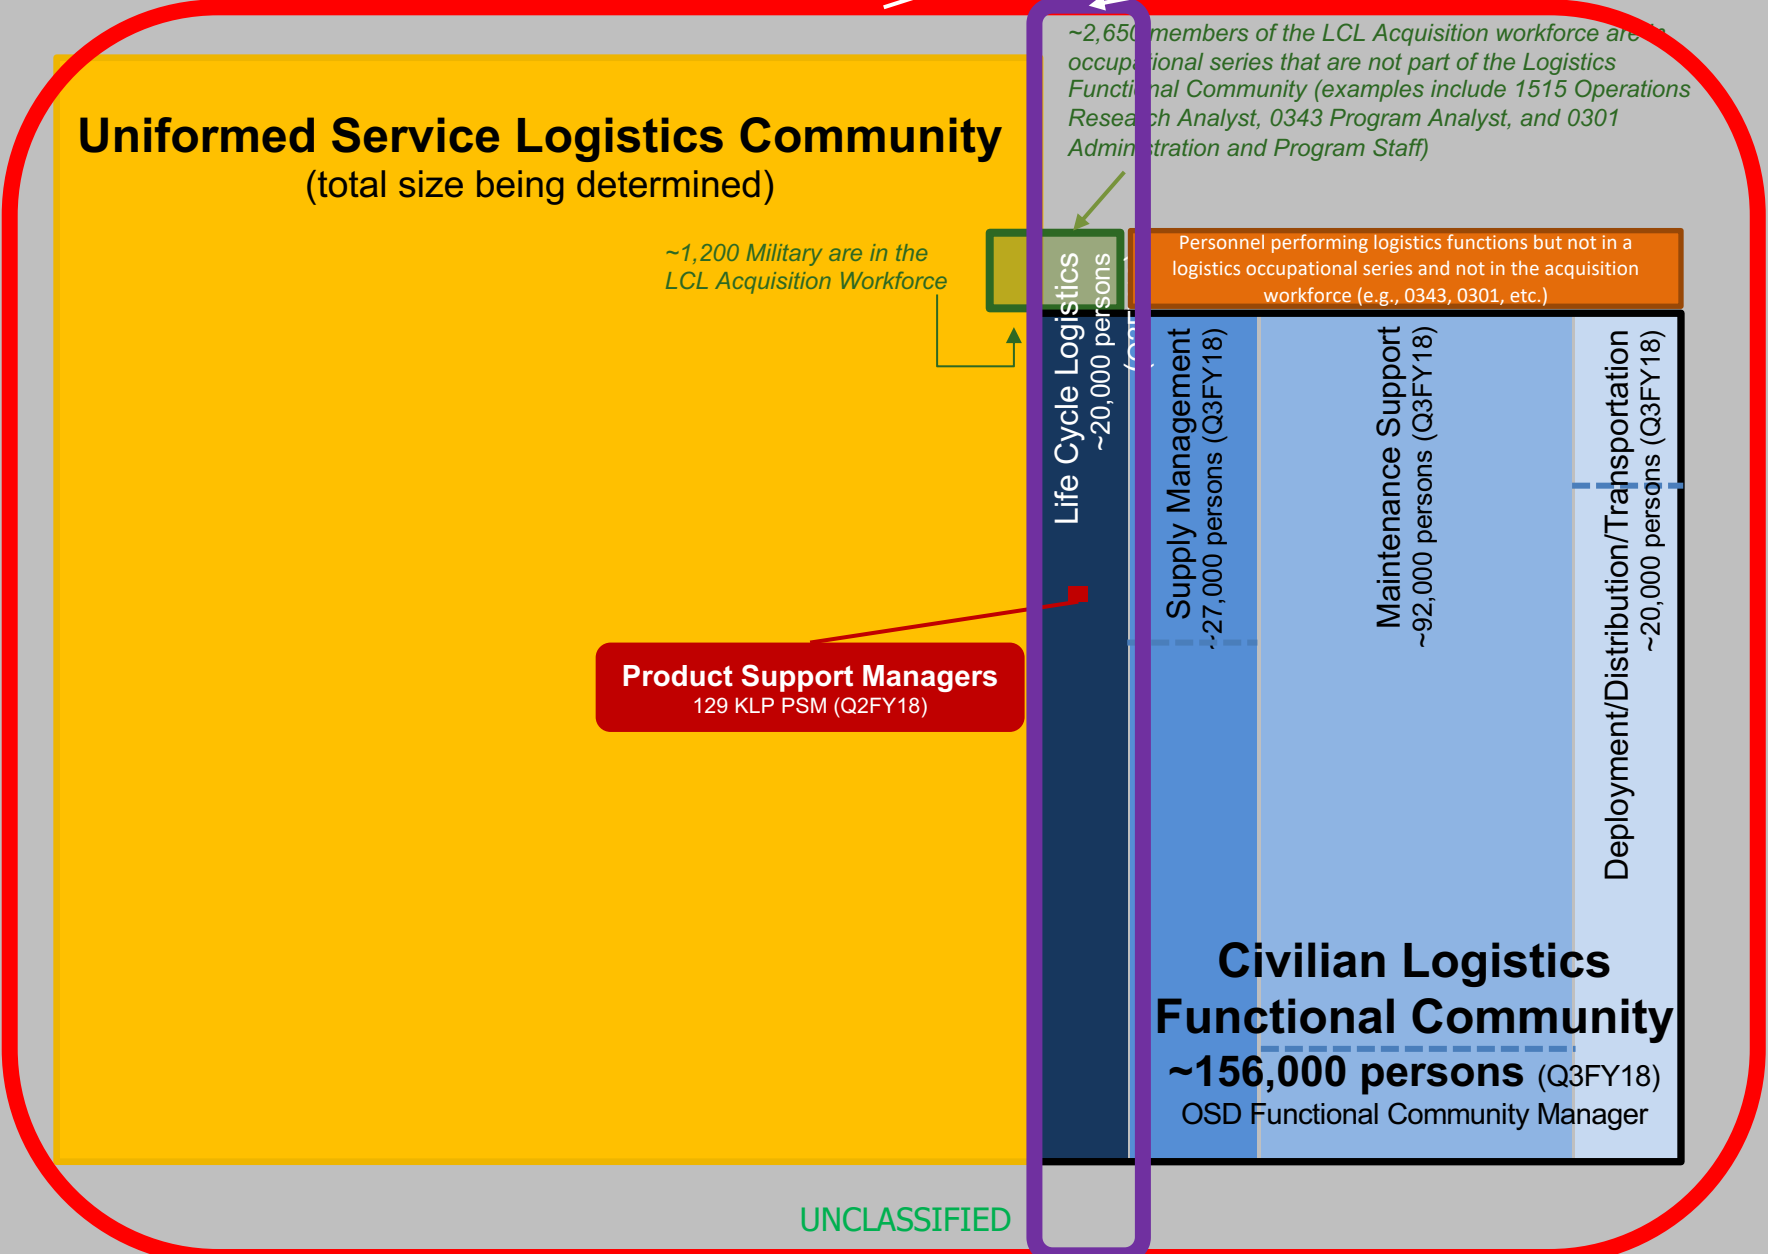 ~2,650 members of the LCL Acquisition workforce are in
occupational series that are not part of the Logistics
Functional Community (examples include 1515 Operations
Research Analyst, 0343 Program Analyst, and 0301
Administration and Program Staff)
Uniformed Service Logistics Community
(total size being determined)
~1,200 Military are in the
LCL Acquisition Workforce
Personnel performing logistics functions but not in a
logistics occupational series and not in the acquisition
workforce (e.g., 0343, 0301, etc.)
Life Cycle Logistics
~20,000 persons
Supply Management
~27,000 persons (Q3FY18)
Maintenance Support
~92,000 persons (Q3FY18)
Deployment/Distribution/Transportation
~20,000 persons (Q3FY18)
Product Support Managers
129 KLP PSM (Q2FY18)
Civilian Logistics
Functional Community
~156,000 persons (Q3FY18)
OSD Functional Community Manager
UNCLASSIFIED